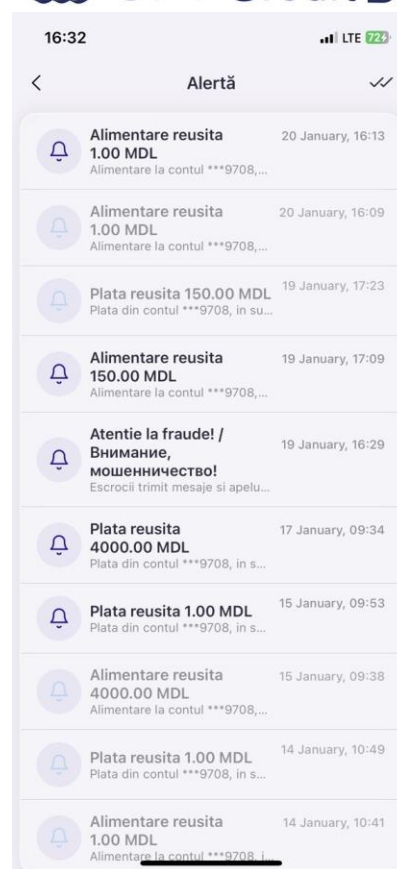 16:32
LTE 72
Alertă
Alimentare reusita
1.00 MDL
20 January, 16:13
Alimentare la contul ***9708,...
Alimentare reusita
1.00 MDL
20 January, 16:09
Alimentare la contul ***9708,...
Plata reusita 150.00 MDL
19 January, 17:23
Plata din contul ***9708, in su...
Alimentare reusita
150.00 MDL
19 January, 17:09
Alimentare la contul ***9708,...
Atentie la fraude! /
Внимание,
мошенничество!
19 January, 16:29
Escrocii trimit mesaje si apelu...
Plata reusita
4000.00 MDL
17 January, 09:34
Plata din contul ***9708, in s...
Plata reusita 1.00 MDL
15 January, 09:53
Plata din contul ***9708, in s...
Alimentare reusita
4000.00 MDL
15 January, 09:38
Alimentare la contul ***9708,...
Plata reusita 1.00 MDL
14 January, 10:49
Plata din contul ***9708, in s...
Alimentare reusita
1.00 MDL
14 January, 10:41
Alimentare la contul ***9708, i...